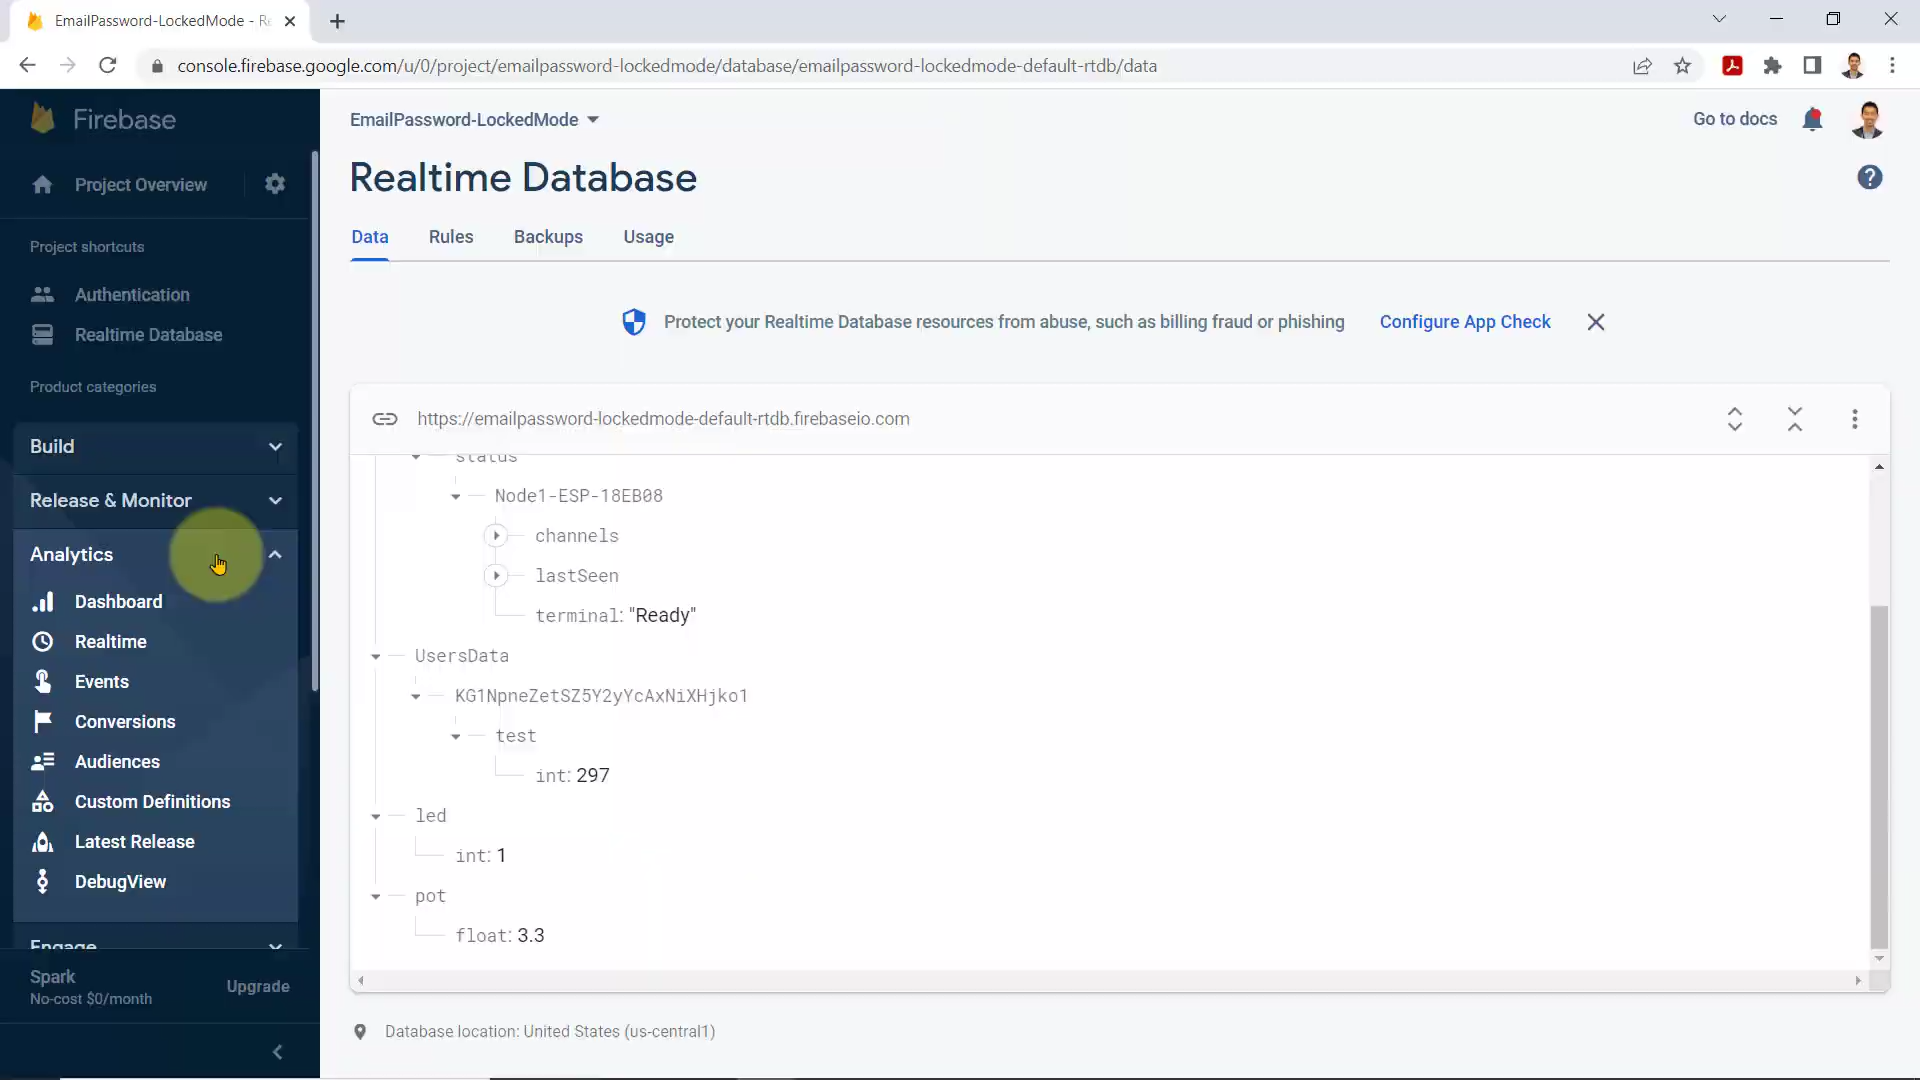 EmailPassword-LockedMode - Re
console.firebase.google.com/u/0/project/emailpassword-lockedmode/database/emailpassword-lockedmode-default-rtdb/data
Firebase
Project Overview
Project shortcuts
Authentication
Realtime Database
Product categories
Build
Release & Monitor
Analytics
Dashboard
Realtime
Events
Conversions
Audiences
Custom Definitions
Latest Release
DebugView
Engage
Spark
No-cost $0/month
Upgrade
EmailPassword-LockedMode
Go to docs
Realtime Database
Data Rules Backups Usage
Protect your Realtime Database resources from abuse, such as billing fraud or phishing Configure App Check
https://emailpassword-lockedmode-default-rtdb.firebaseio.com
status
Node1-ESP-18EB08
channels
lastSeen
terminal: "Ready"
UsersData
KG1NpneZetSZ5Y2yYcAxNiXHjko1
test
int: 297
led
int: 1
pot
float: 3.3
Database location: United States (us-central1)